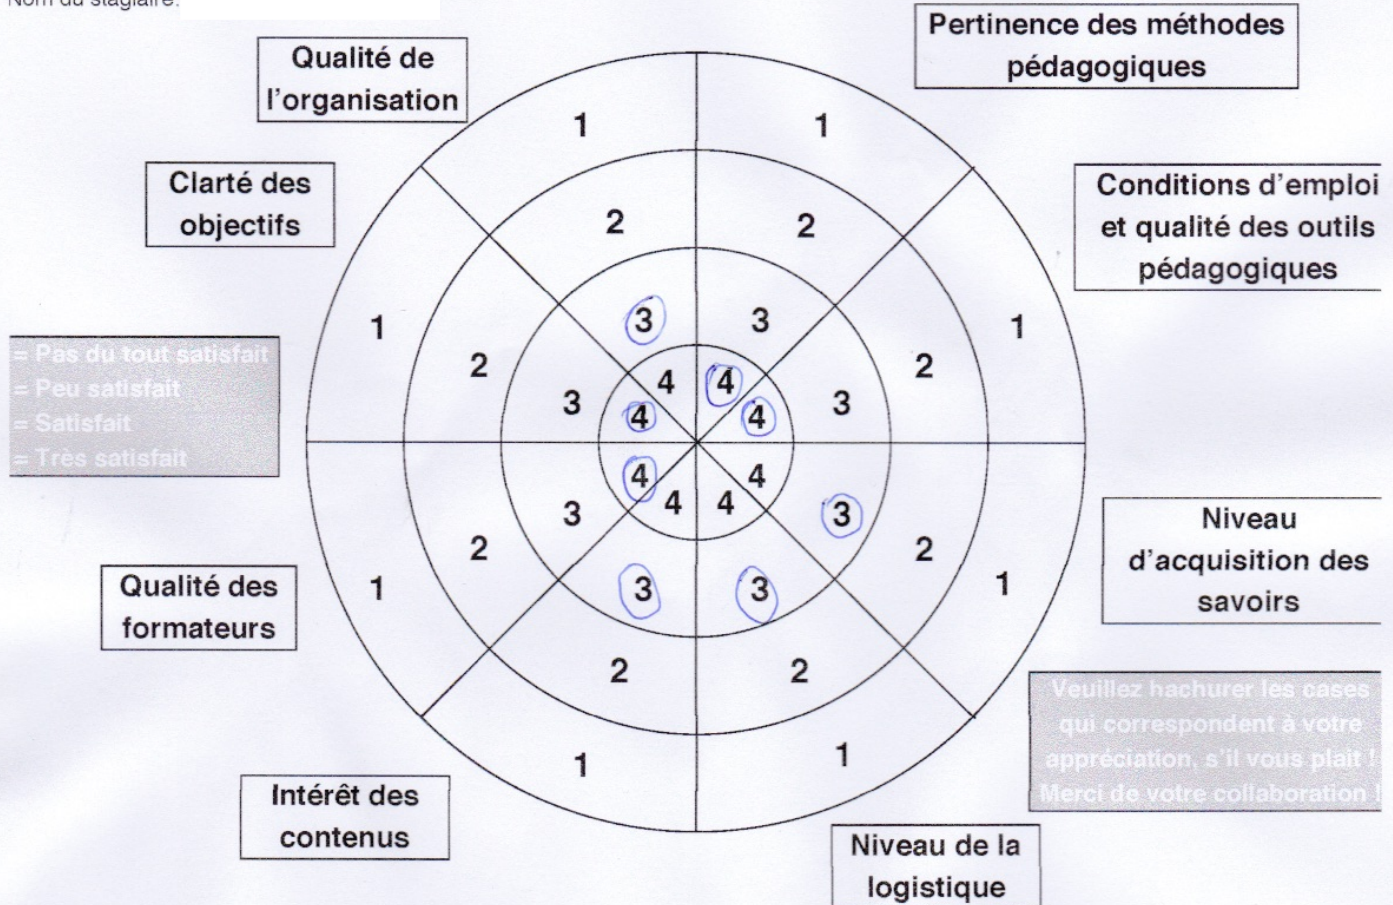 Nom du stagiaire:
Pertinence des méthodes
pédagogiques
Qualité de
l'organisation
1
1
Clarté des
objectifs
Conditions d'emploi
et qualité des outils
pédagogiques
2
2
1
3
3
1
= Pas du tout satisfait
= Peu satisfait
= Satisfait
= Très satisfait
2
2
3
4
4
3
4
4
4
4
4
4
3
3
2
2
Qualité des
formateurs
1
3
3
1
Niveau
d'acquisition des
savoirs
2
2
Veuillez hachurer les cases
qui correspondent à votre
appréciation, s'il vous plait !
Merci de votre collaboration !
1
1
Intérêt des
contenus
Niveau de la
logistique